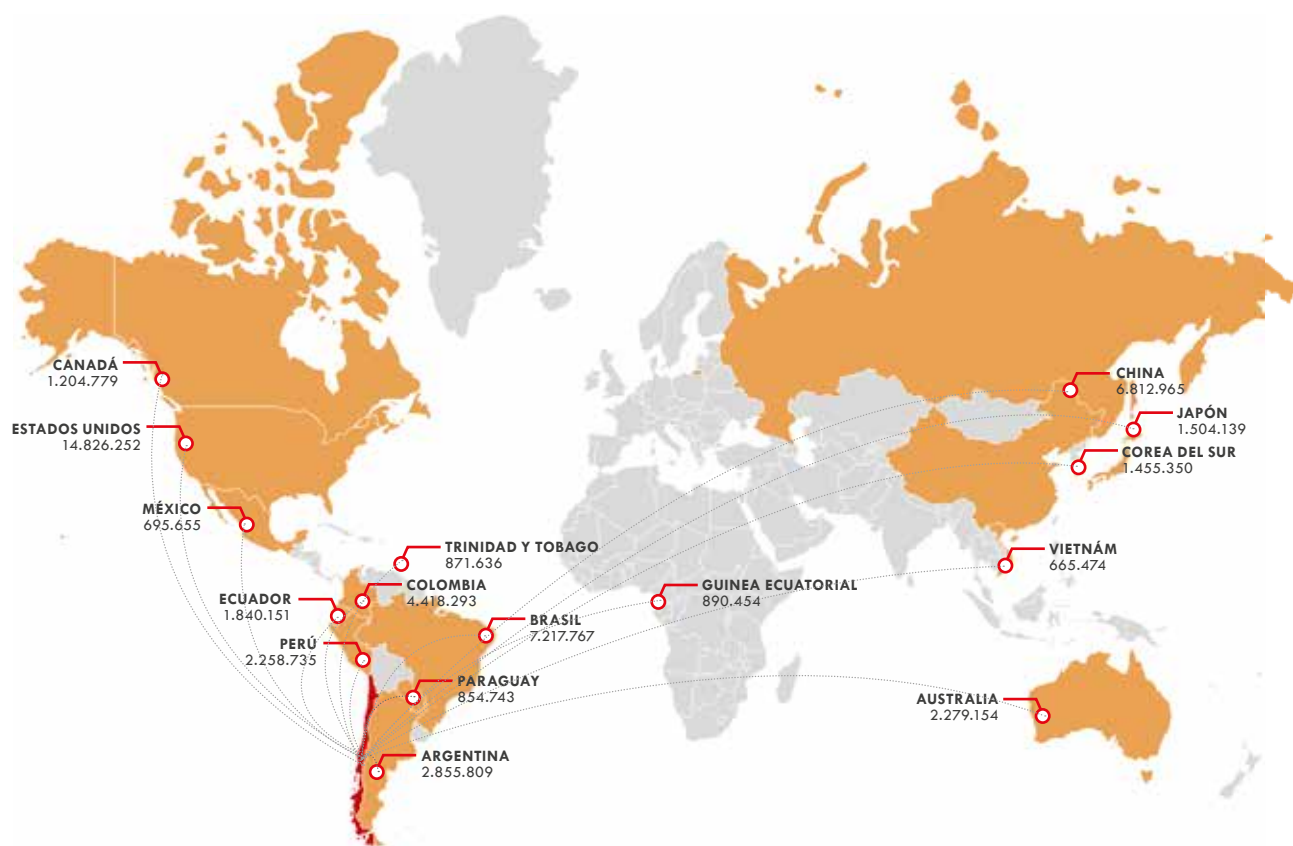 CANADÁ
1.204.779
ESTADOS UNIDOS
14.826.252
MÉXICO
695.655
TRINIDAD Y TOBAGO
871.636
COLOMBIA
4.418.293
ECUADOR
1.840.151
PERÚ
2.258.735
BRASIL
7.217.767
PARAGUAY
854.743
ARGENTINA
2.855.809
GUINEA ECUATORIAL
890.454
CHINA
6.812.965
JAPÓN
1.504.139
COREA DEL SUR
1.455.350
VIETNÁM
665.474
AUSTRALIA
2.279.154